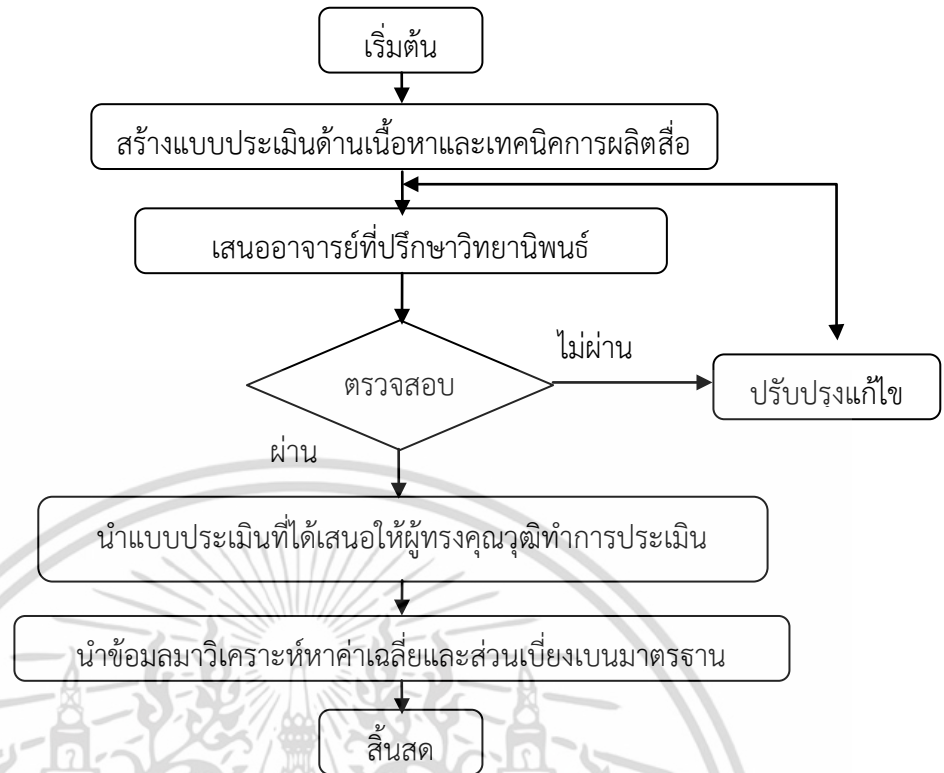 เริ่มต้น
สร้างแบบประเมินด้านเนื้อหาและเทคนิคการผลิตสื่อ
เสนออาจารย์ที่ปรึกษาวิทยานิพนธ์
ตรวจสอบ
ไม่ผ่าน
ปรับปรุงแก้ไข
ผ่าน
นำแบบประเมินที่ได้เสนอให้ผู้ทรงคุณวุฒิทำการประเมิน
นำข้อมูลมาวิเคราะห์หาค่าเฉลี่ยและส่วนเบี่ยงเบนมาตรฐาน
สิ้นสุด